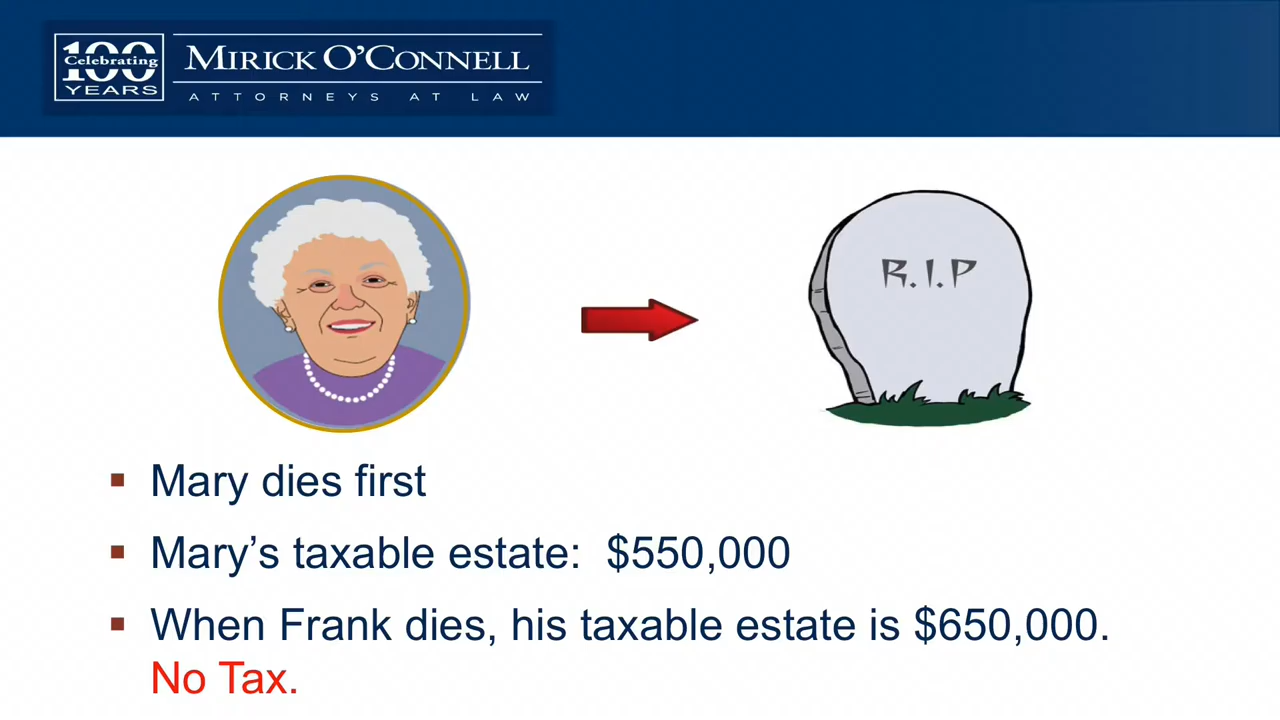 100
Celebrating
YEARS
MIRICK O'CONNELL
ATTORNEYS AT LAW
R.I.P
▪ Mary dies first
▪ Mary’s taxable estate:  $550,000
▪ When Frank dies, his taxable estate is $650,000.
No Tax.